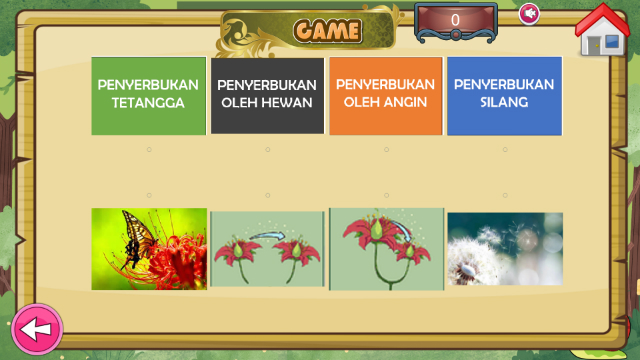 GAME
0
PENYERBUKAN
TETANGGA
PENYERBUKAN
OLEH HEWAN
PENYERBUKAN
OLEH ANGIN
PENYERBUKAN
SILANG